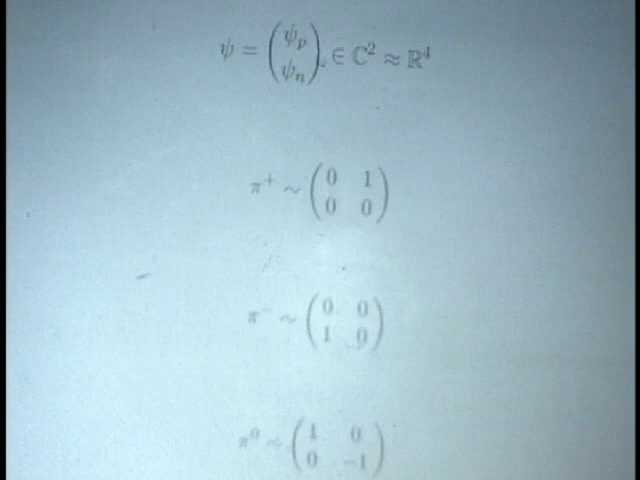 ψ = (ψ_p ψ_n) ∈ ℂ² ≈ ℝ⁴
π⁺ ~ (0 1
0 0)
π⁻ ~ (0 0
1 0)
π⁰ ~ (1 0
0 -1)